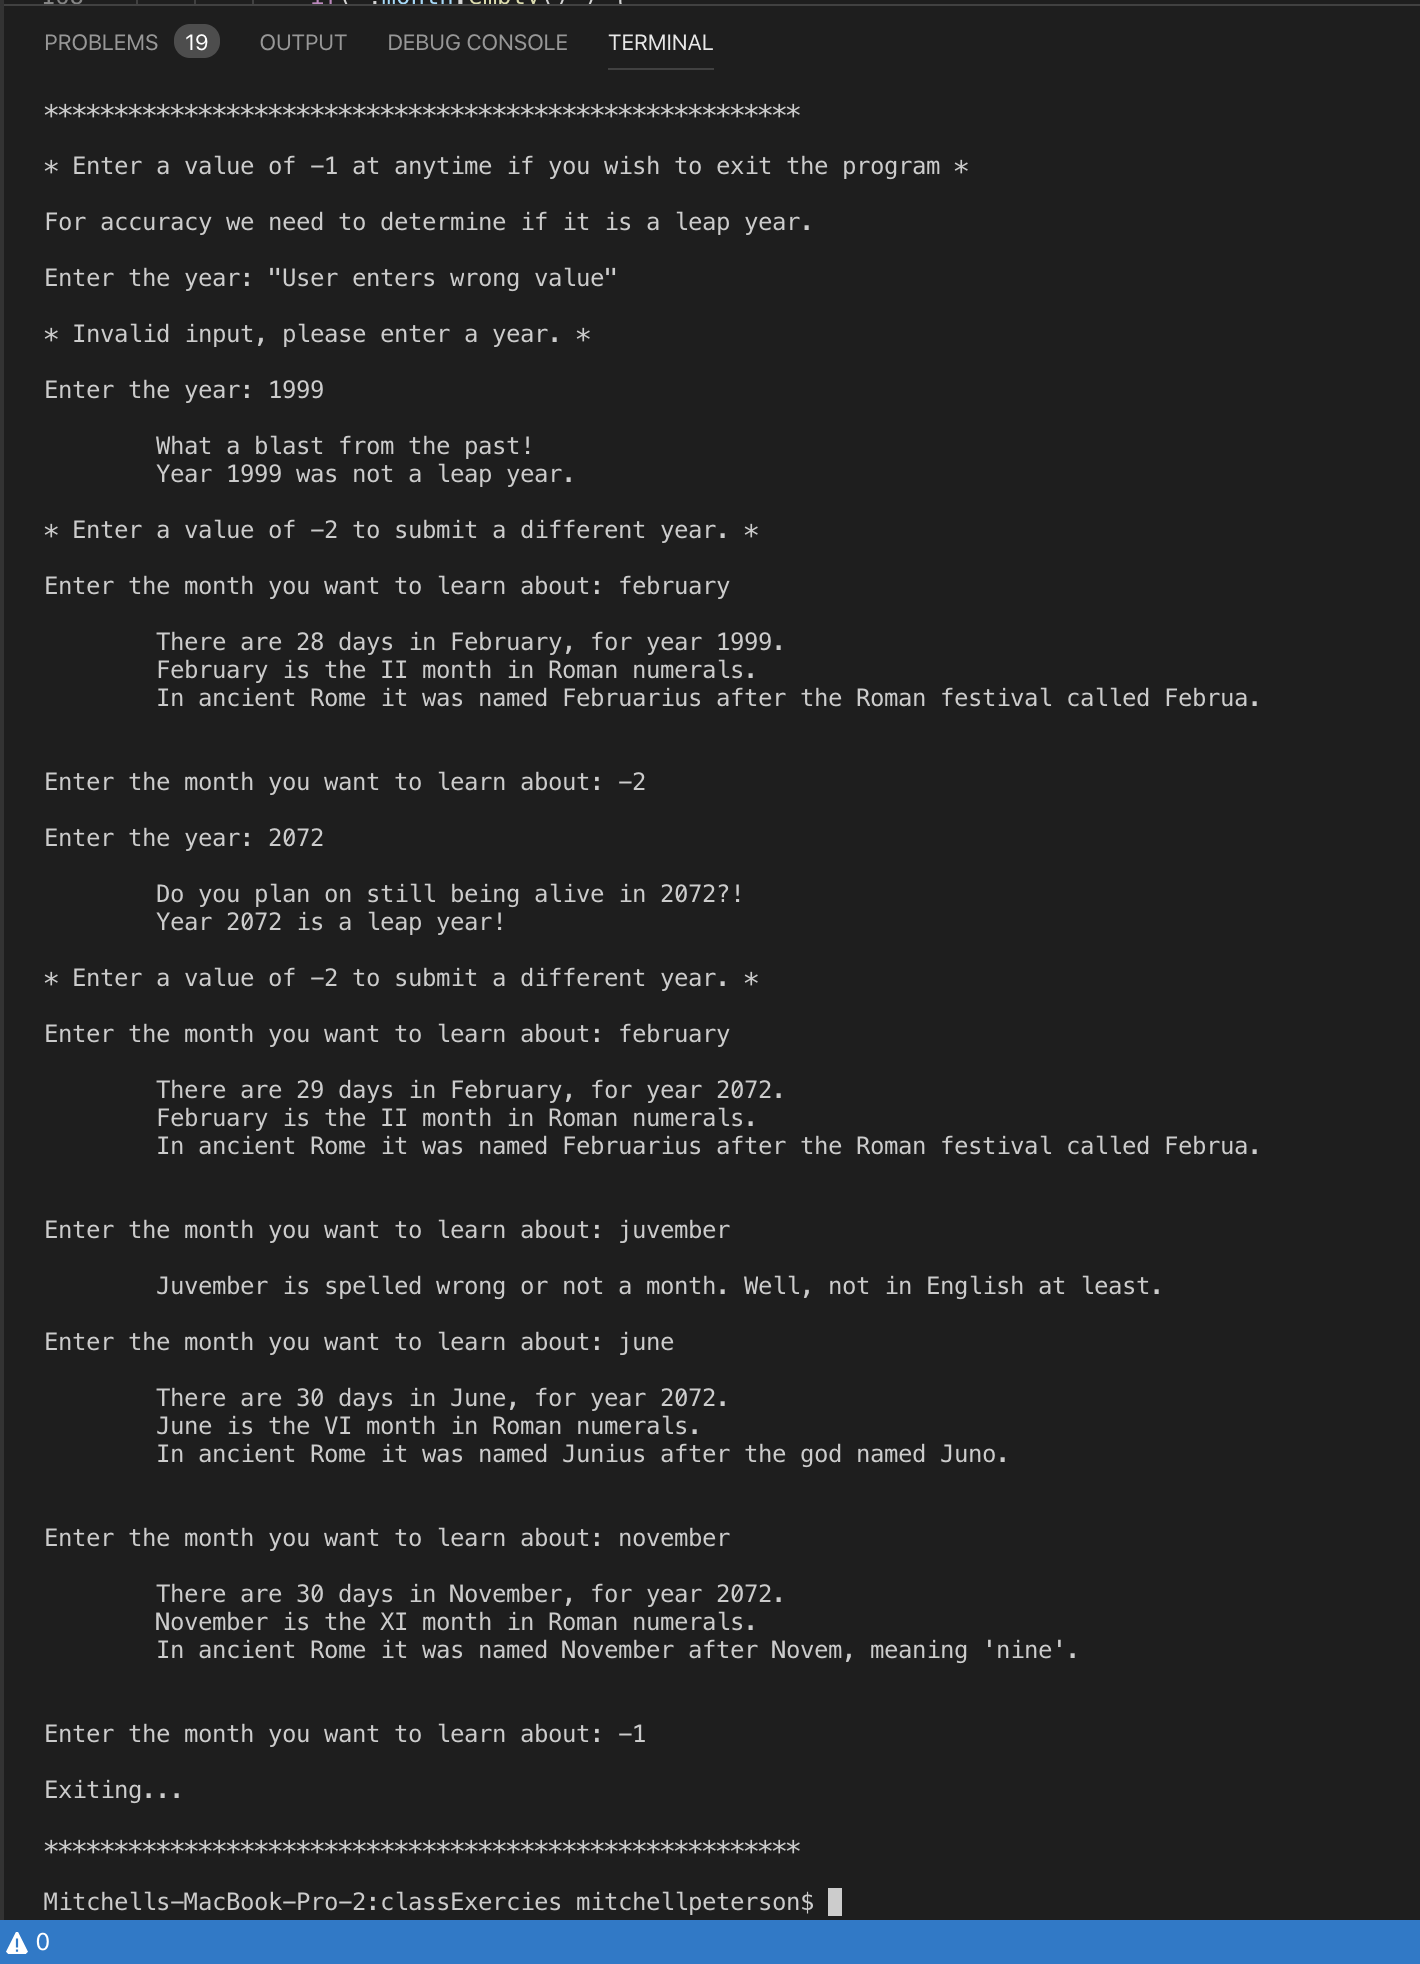 PROBLEMS 19 OUTPUT DEBUG CONSOLE TERMINAL
******************************************************
* Enter a value of -1 at anytime if you wish to exit the program *
For accuracy we need to determine if it is a leap year.
Enter the year: "User enters wrong value"
* Invalid input, please enter a year. *
Enter the year: 1999
What a blast from the past!
Year 1999 was not a leap year.
* Enter a value of -2 to submit a different year. *
Enter the month you want to learn about: february
There are 28 days in February, for year 1999.
February is the II month in Roman numerals.
In ancient Rome it was named Februarius after the Roman festival called Februa.
Enter the month you want to learn about: -2
Enter the year: 2072
Do you plan on still being alive in 2072?!
Year 2072 is a leap year!
* Enter a value of -2 to submit a different year. *
Enter the month you want to learn about: february
There are 29 days in February, for year 2072.
February is the II month in Roman numerals.
In ancient Rome it was named Februarius after the Roman festival called Februa.
Enter the month you want to learn about: juvember
Juvember is spelled wrong or not a month. Well, not in English at least.
Enter the month you want to learn about: june
There are 30 days in June, for year 2072.
June is the VI month in Roman numerals.
In ancient Rome it was named Junius after the god named Juno.
Enter the month you want to learn about: november
There are 30 days in November, for year 2072.
November is the XI month in Roman numerals.
In ancient Rome it was named November after Novem, meaning 'nine'.
Enter the month you want to learn about: -1
Exiting...
******************************************************
Mitchells-MacBook-Pro-2:classExercies mitchellpeterson$
0